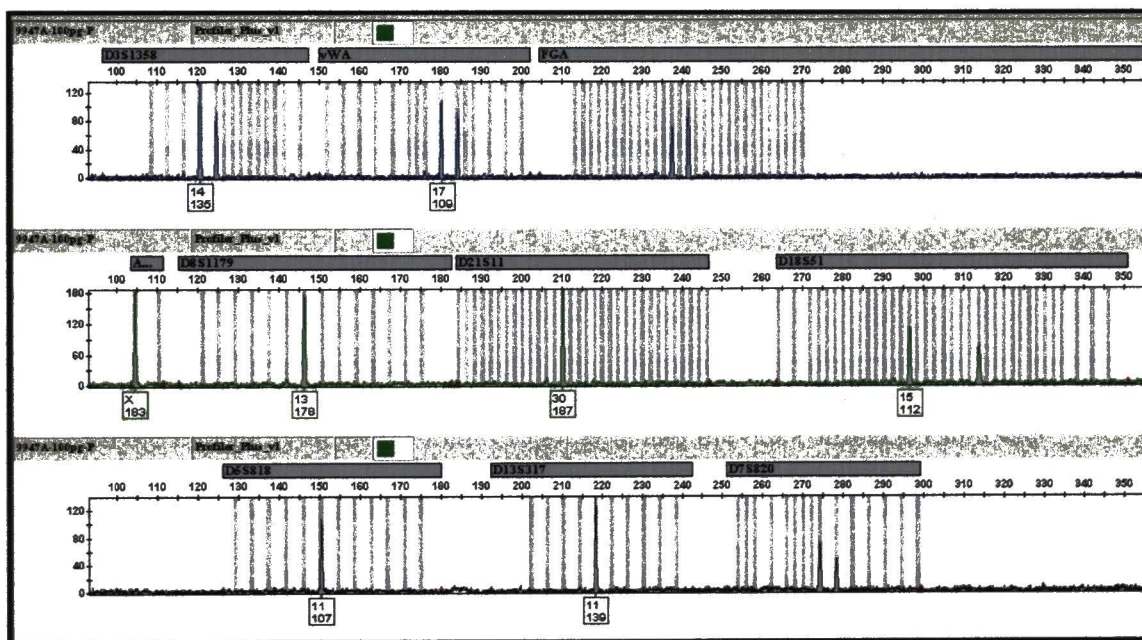 9947A-100pg-P Profiler_Plus_v1
D3S1358 vWA FGA
100 110 120 130 140 150 160 170 180 190 200 210 220 230 240 250 260 270 280 290 300 310 320 330 340 350
120
80
40
0
14 17
135 109
9947A-100pg-P Profiler_Plus_v1
A... D8S1179 D21S11 D18S51
100 110 120 130 140 150 160 170 180 190 200 210 220 230 240 250 260 270 280 290 300 310 320 330 340 350
180
120
60
0
X 13 30 15
183 178 187 112
9947A-100pg-P Profiler_Plus_v1
D5S818 D13S317 D7S820
100 110 120 130 140 150 160 170 180 190 200 210 220 230 240 250 260 270 280 290 300 310 320 330 340 350
120
80
40
0
11 11
107 139